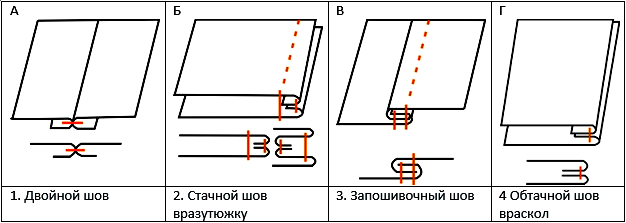 А
Б
В
Г
1. Двойной шов
2. Стачной шов
вразутюжку
3. Запошивочный шов
4 Обтачной шов
враскол